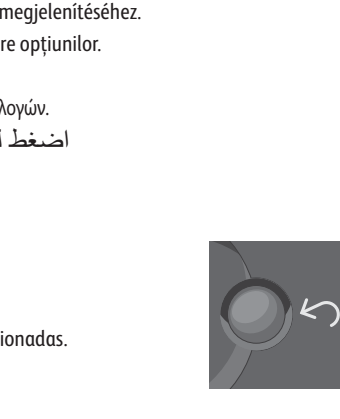 megjelenítéséhez.
re opțiunilor.
λογών.
اضغط
ionadas.